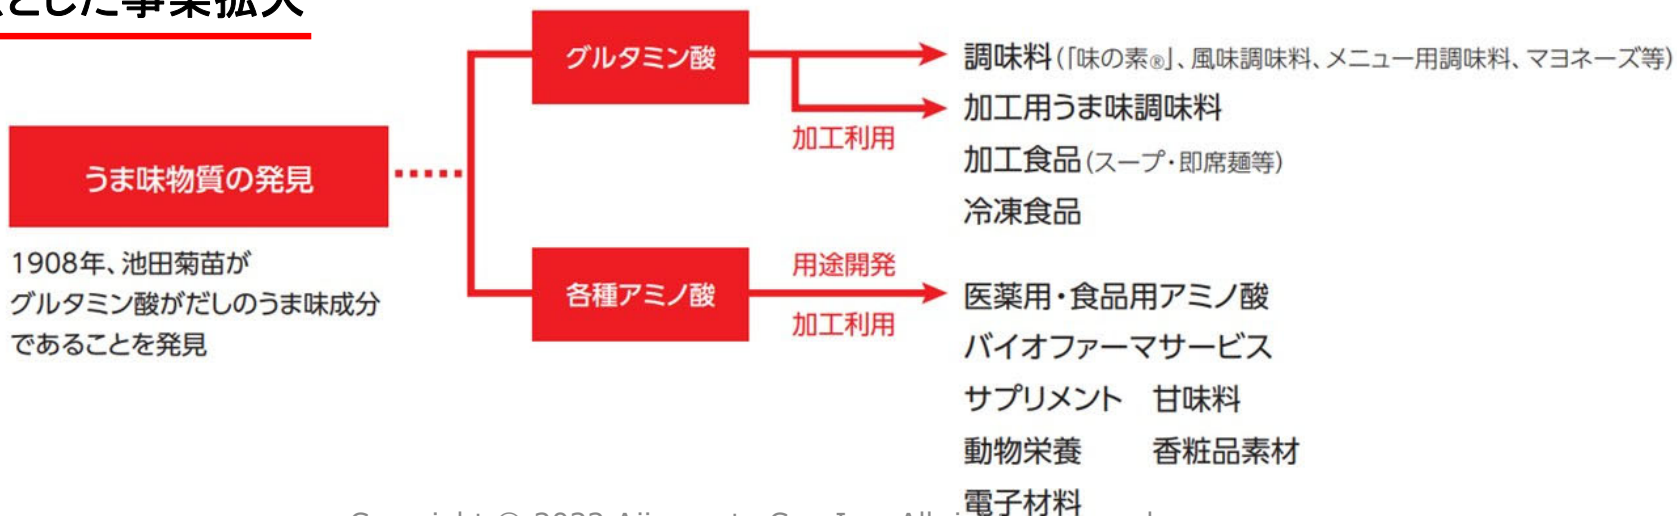 とした事業拡大
グルタミン酸
調味料(「味の素®」、風味調味料、メニュー用調味料、マヨネーズ等)
加工用うま味調味料
加工利用
加工食品(スープ・即席麺等)
冷凍食品
うま味物質の発見
1908年、池田菊苗が
グルタミン酸がだしのうま味成分
であることを発見
各種アミノ酸
用途開発
加工利用
医薬用・食品用アミノ酸
バイオファーマサービス
サプリメント 甘味料
動物栄養 香粧品素材
電子材料